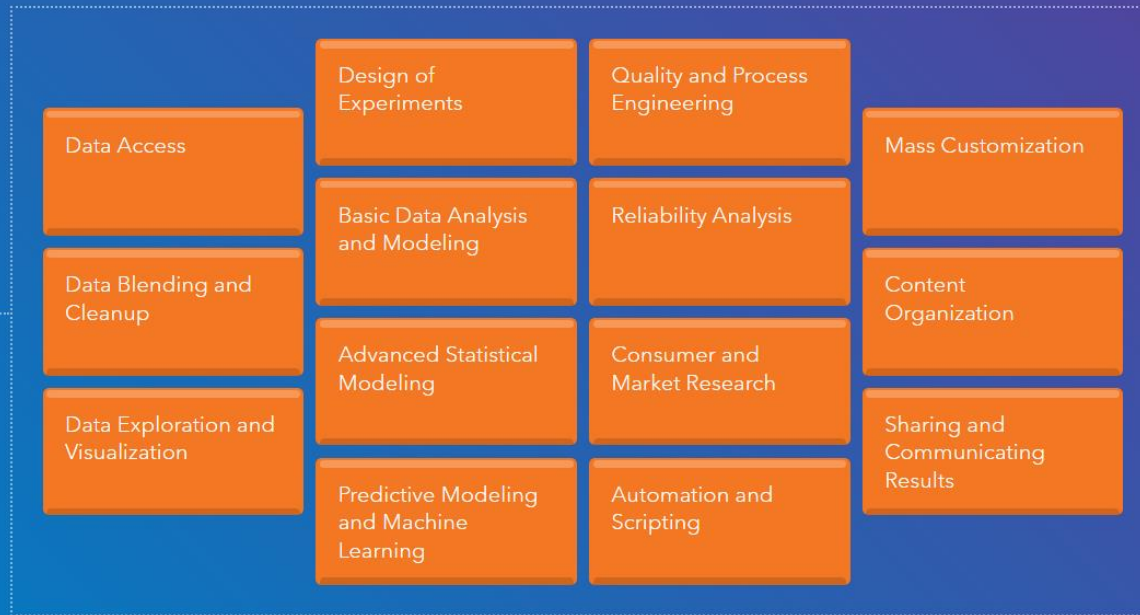 Data Access
Data Blending and
Cleanup
Data Exploration and
Visualization
Design of
Experiments
Basic Data Analysis
and Modeling
Advanced Statistical
Modeling
Predictive Modeling
and Machine
Learning
Quality and Process
Engineering
Reliability Analysis
Consumer and
Market Research
Automation and
Scripting
Mass Customization
Content
Organization
Sharing and
Communicating
Results